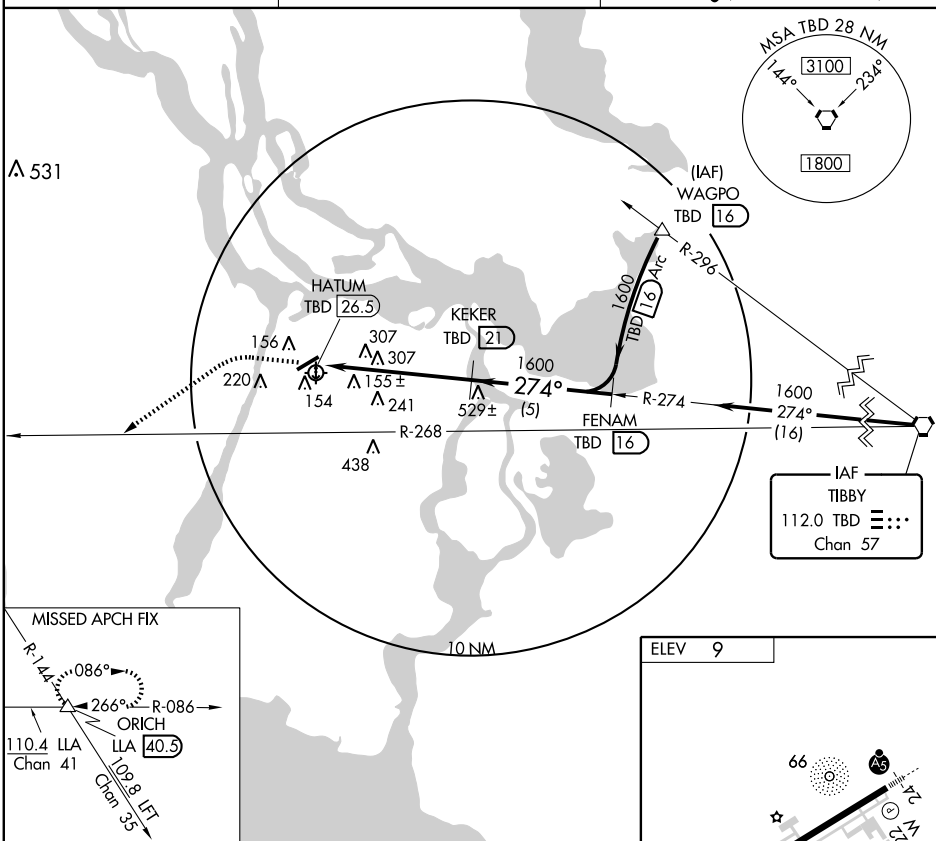 MSA TBD 28 NM
144°
3100
234°
1800
531
(IAF)
WAGPO
TBD 16
R-296
1600
TBD 16 Arc
HATUM
TBD 26.5
KEKER
TBD 21
156
307
307
220
154
155 ±
241
529 ±
1600
274°
(5)
R-274
1600
274°
(16)
FENAM
TBD 16
R-268
438
IAF
TIBBY
112.0 TBD
Chan 57
10 NM
MISSED APCH FIX
R-144
086°
266°
R-086
ORICH
LLA 40.5
110.4 LLA
Chan 41
109.8 LFT
Chan 35
ELEV 9
66
A5
24
P
22
W